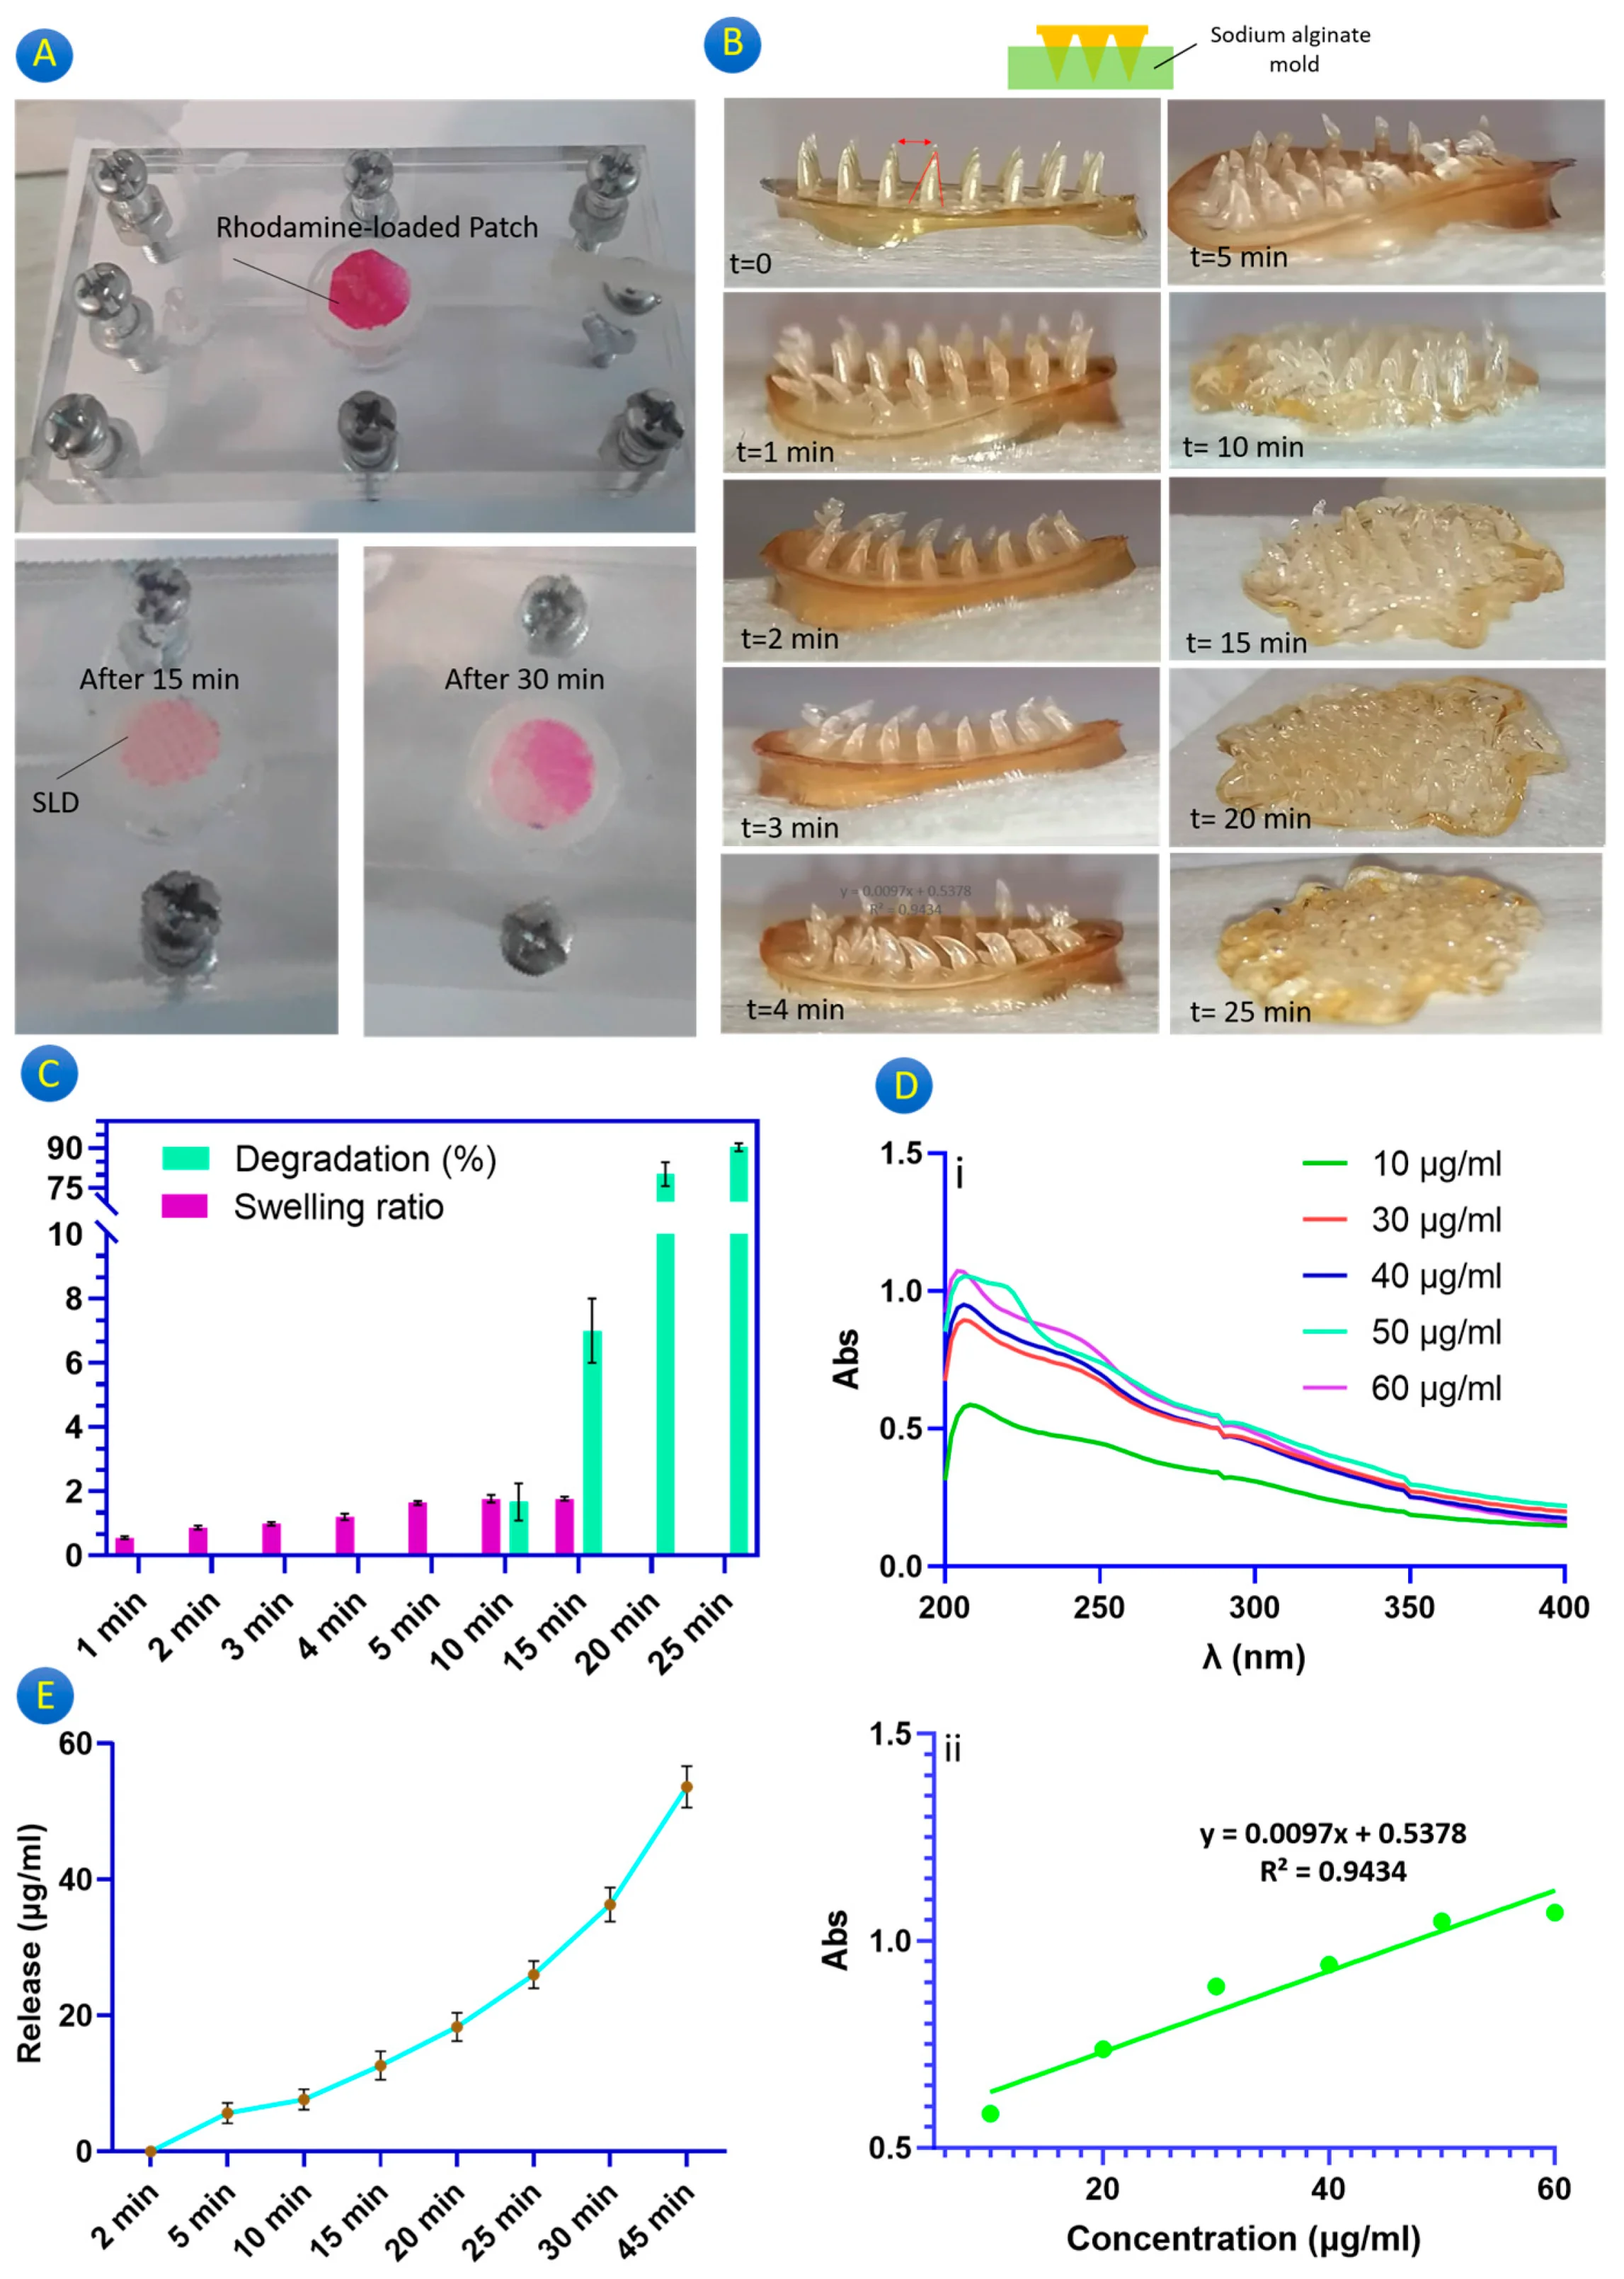 A
Rhodamine-loaded Patch
After 15 min
SLD
After 30 min
B
Sodium alginate
mold
t=0
t=5 min
t=1 min
t= 10 min
t=2 min
t= 15 min
t=3 min
t= 20 min
y = 0.0097x + 0.5378
R² = 0.9434
t=4 min
t= 25 min
C
90
75
10
8
6
4
2
0
Degradation (%)
Swelling ratio
1 min
2 min
3 min
4 min
5 min
10 min
15 min
20 min
25 min
D
i
1.5
1.0
0.5
0.0
Abs
10 µg/ml
30 µg/ml
40 µg/ml
50 µg/ml
60 µg/ml
200
250
300
350
400
λ (nm)
E
60
40
20
0
Release (µg/ml)
2 min
5 min
10 min
15 min
20 min
25 min
30 min
45 min
ii
1.5
1.0
0.5
Abs
y = 0.0097x + 0.5378
R² = 0.9434
20
40
60
Concentration (µg/ml)